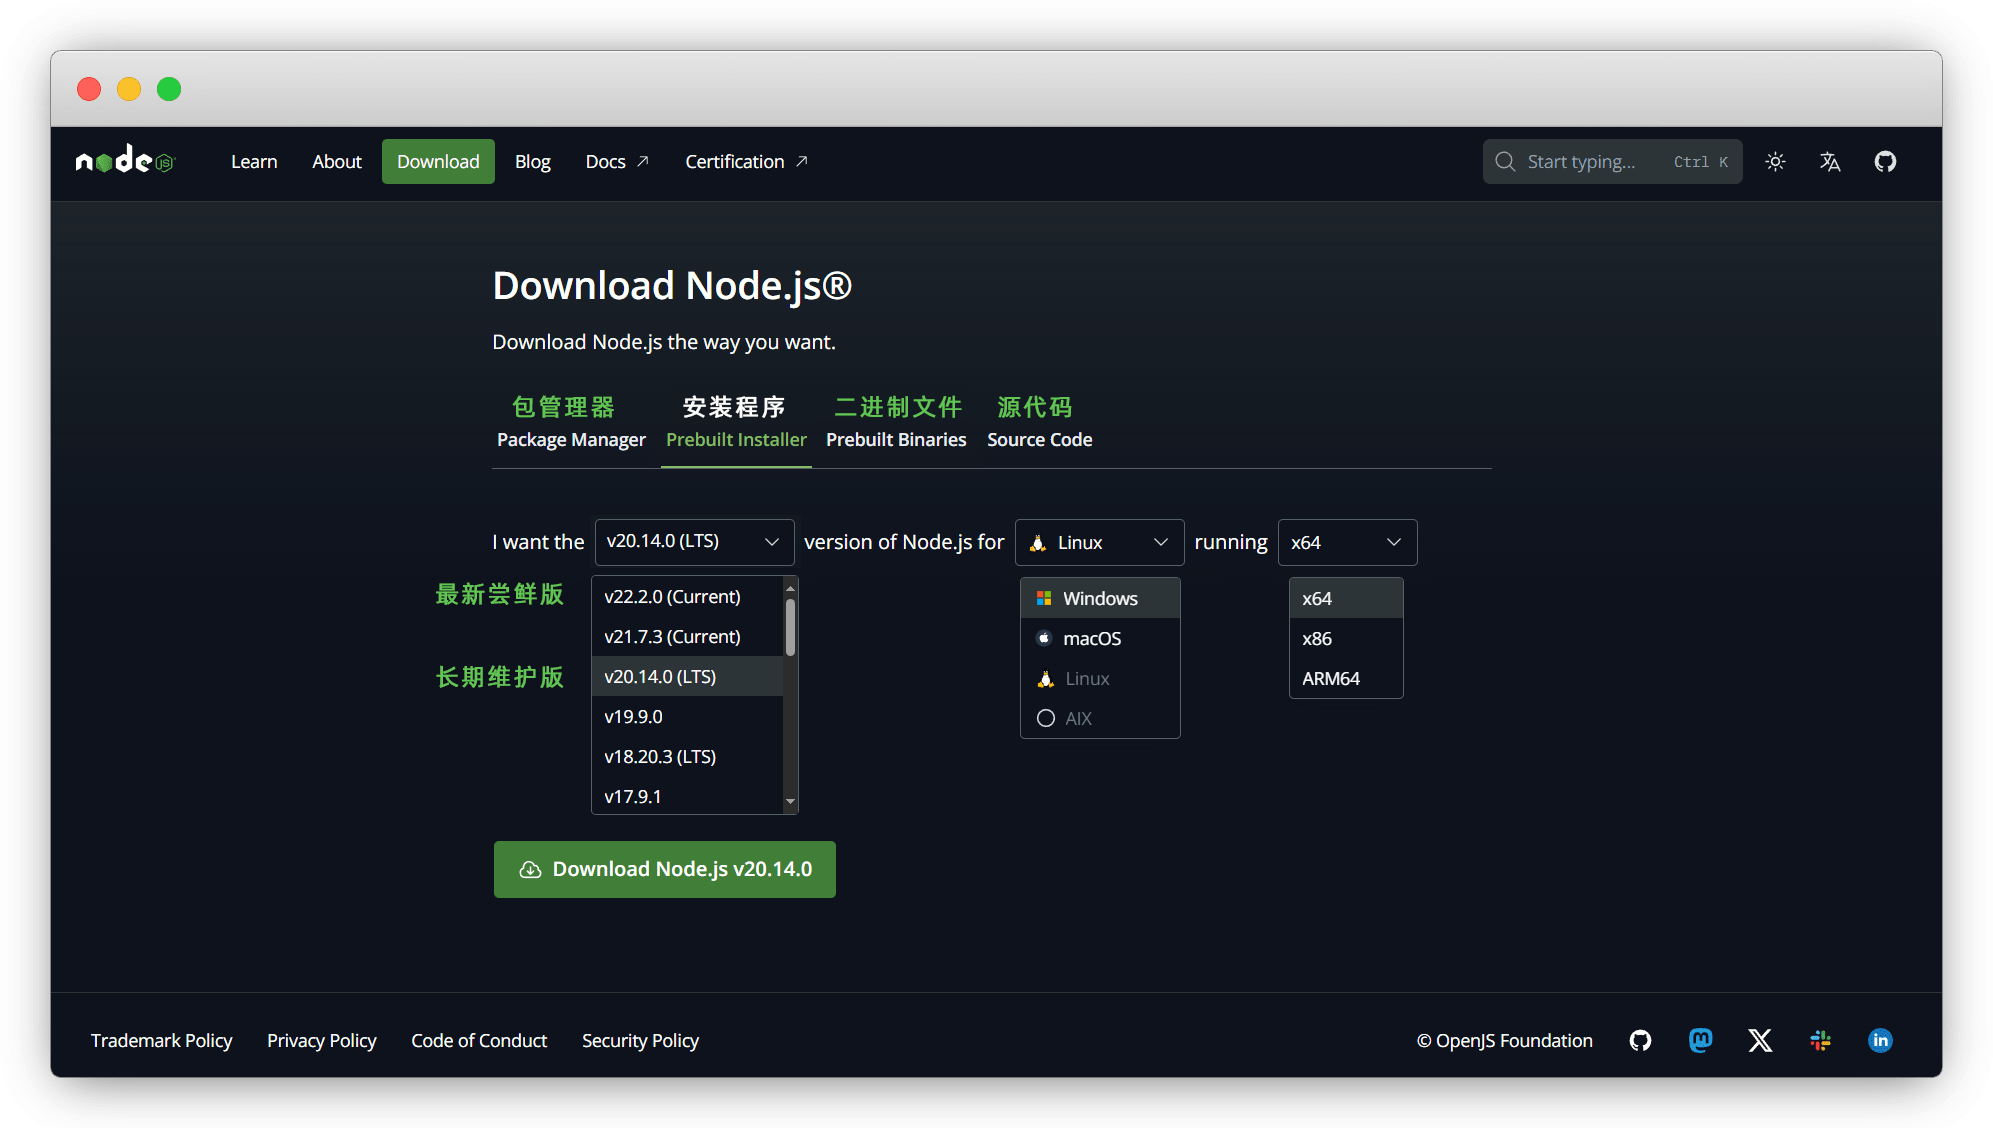 node js
Learn About Download Blog Docs Certification Start typing... Ctrl K
Download Node.js®
Download Node.js the way you want.
包管理器 安装程序 二进制文件 源代码
Package Manager Prebuilt Installer Prebuilt Binaries Source Code
I want the v20.14.0 (LTS) version of Node.js for Linux running x64
最新尝鲜版 v22.2.0 (Current) Windows x64
v21.7.3 (Current) macOS x86
长期维护版 v20.14.0 (LTS) Linux ARM64
v19.9.0 AIX
v18.20.3 (LTS)
v17.9.1
Download Node.js v20.14.0
Trademark Policy Privacy Policy Code of Conduct Security Policy © OpenJS Foundation in